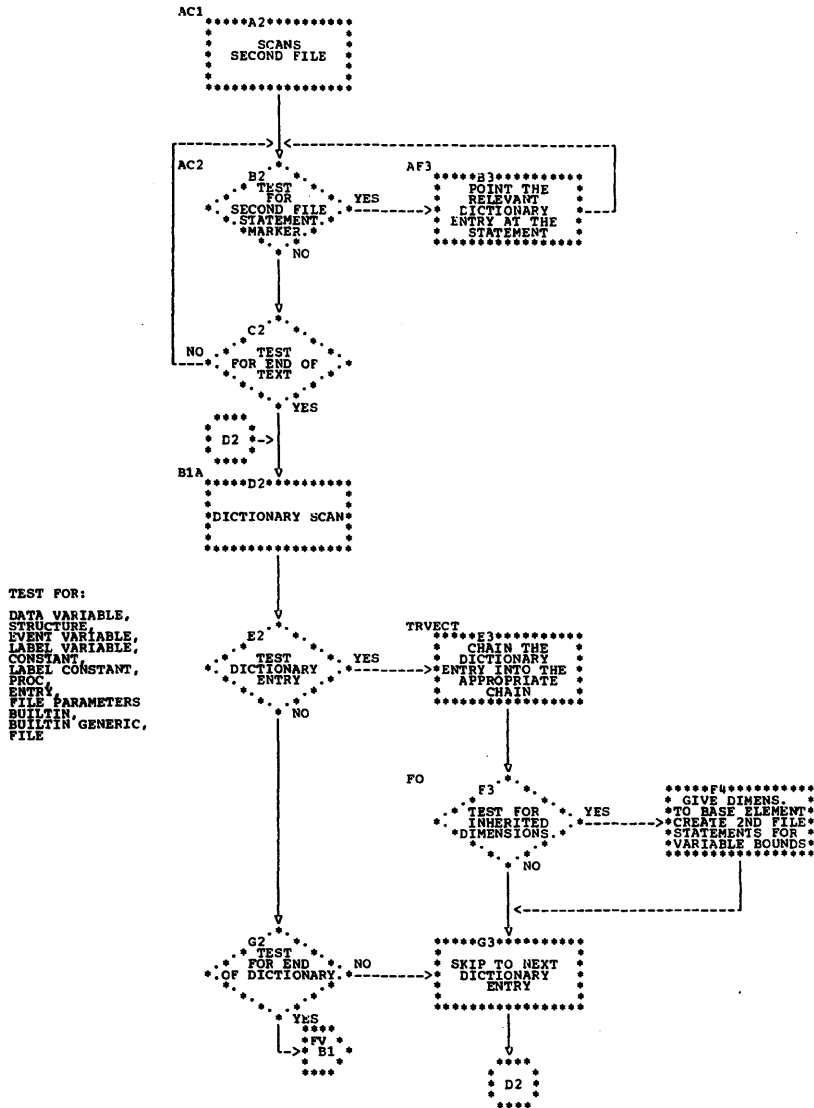 AC1
A2
SCANS
SECOND FILE
AC2
B2
TEST
FOR
SECOND FILE
STATEMENT.
MARKER.
YES
NO
AF3
B3
POINT THE
RELEVANT
DICTIONARY
ENTRY AT THE
STATEMENT
C2
TEST
FOR END OF
TEXT
NO
YES
D2
B1A
D2
DICTIONARY SCAN
TEST FOR:
DATA VARIABLE,
STRUCTURE,
EVENT VARIABLE,
LABEL VARIABLE,
CONSTANT,
LABEL CONSTANT,
PROC,
ENTRY,
FILE PARAMETERS
BUILTIN,
BUILTIN GENERIC,
FILE
E2
TEST
DICTIONARY
ENTRY
YES
NO
TRVECT
E3
CHAIN THE
DICTIONARY
ENTRY INTO THE
APPROPRIATE
CHAIN
FO
F3
TEST FOR
INHERITED
DIMENSIONS.
YES
NO
F4
GIVE DIMENS.
TO BASE ELEMENT
CREATE 2ND FILE
STATEMENTS FOR
VARIABLE BOUNDS
G2
TEST
FOR END
OF DICTIONARY
NO
YES
G3
SKIP TO NEXT
DICTIONARY
ENTRY
FV
B1
D2